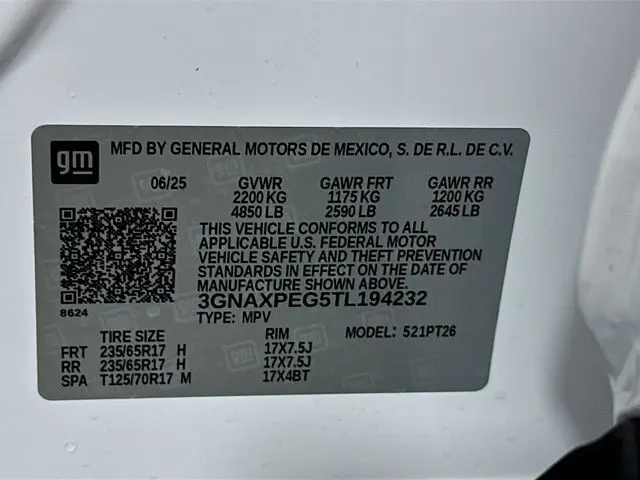 gm MFD BY GENERAL MOTORS DE MEXICO, S. DE R.L. DE C.V.
06/25 GVWR GAWR FRT GAWR RR
2200 KG 1175 KG 1200 KG
4850 LB 2590 LB 2645 LB
THIS VEHICLE CONFORMS TO ALL
APPLICABLE U.S. FEDERAL MOTOR
VEHICLE SAFETY AND THEFT PREVENTION
STANDARDS IN EFFECT ON THE DATE OF
MANUFACTURE SHOWN ABOVE.
8624 3GNAXPEG5TL194232
TYPE: MPV
TIRE SIZE RIM MODEL: 521PT26
FRT 235/65R17 H 17X7.5J
RR 235/65R17 H 17X7.5J
SPA T125/70R17 M 17X4BT